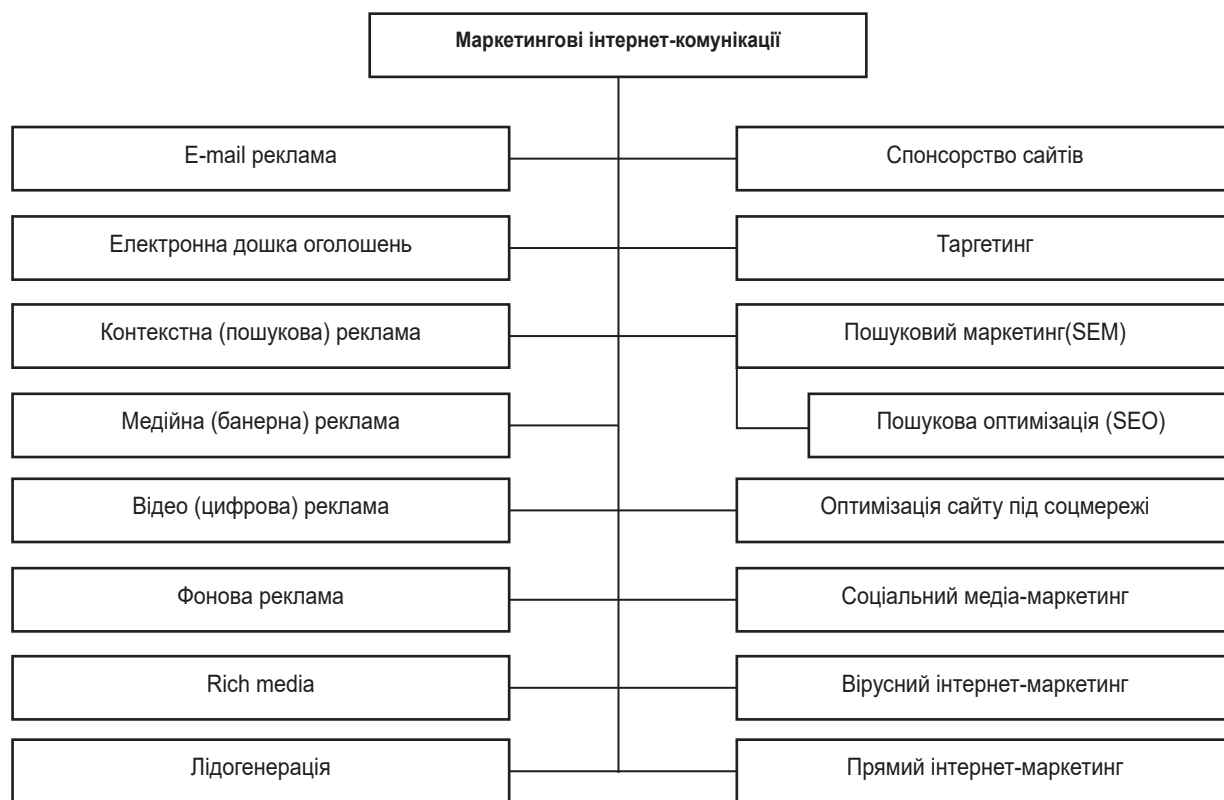 Маркетингові інтернет-комунікації
E-mail реклама
Спонсорство сайтів
Електронна дошка оголошень
Таргетинг
Контекстна (пошукова) реклама
Пошуковий маркетинг(SEM)
Медійна (банерна) реклама
Пошукова оптимізація (SEO)
Відео (цифрова) реклама
Оптимізація сайту під соцмережі
Фонова реклама
Соціальний медіа-маркетинг
Rich media
Вірусний інтернет-маркетинг
Лідогенерація
Прямий інтернет-маркетинг